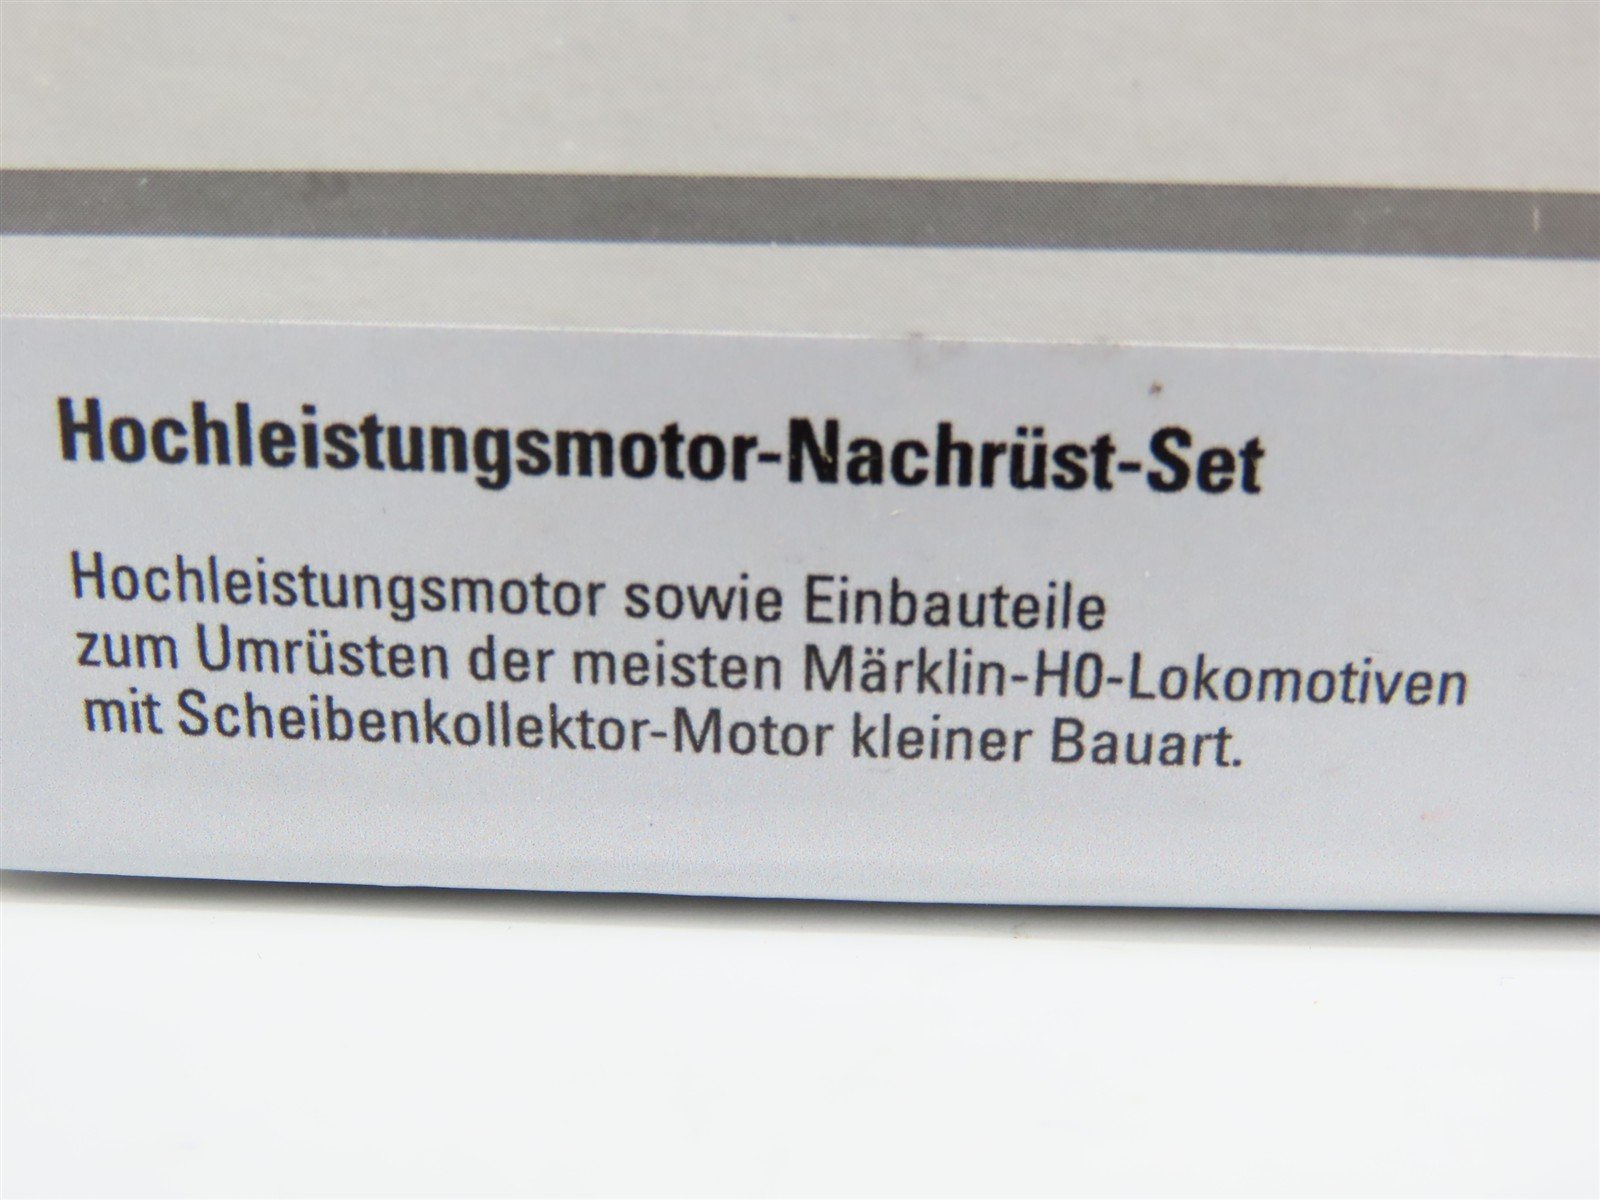 Hochleistungsmotor-Nachrüst-Set
Hochleistungsmotor sowie Einbauteile
zum Umrüsten der meisten Märklin-H0-Lokomotiven
mit Scheibenkollektor-Motor kleiner Bauart.